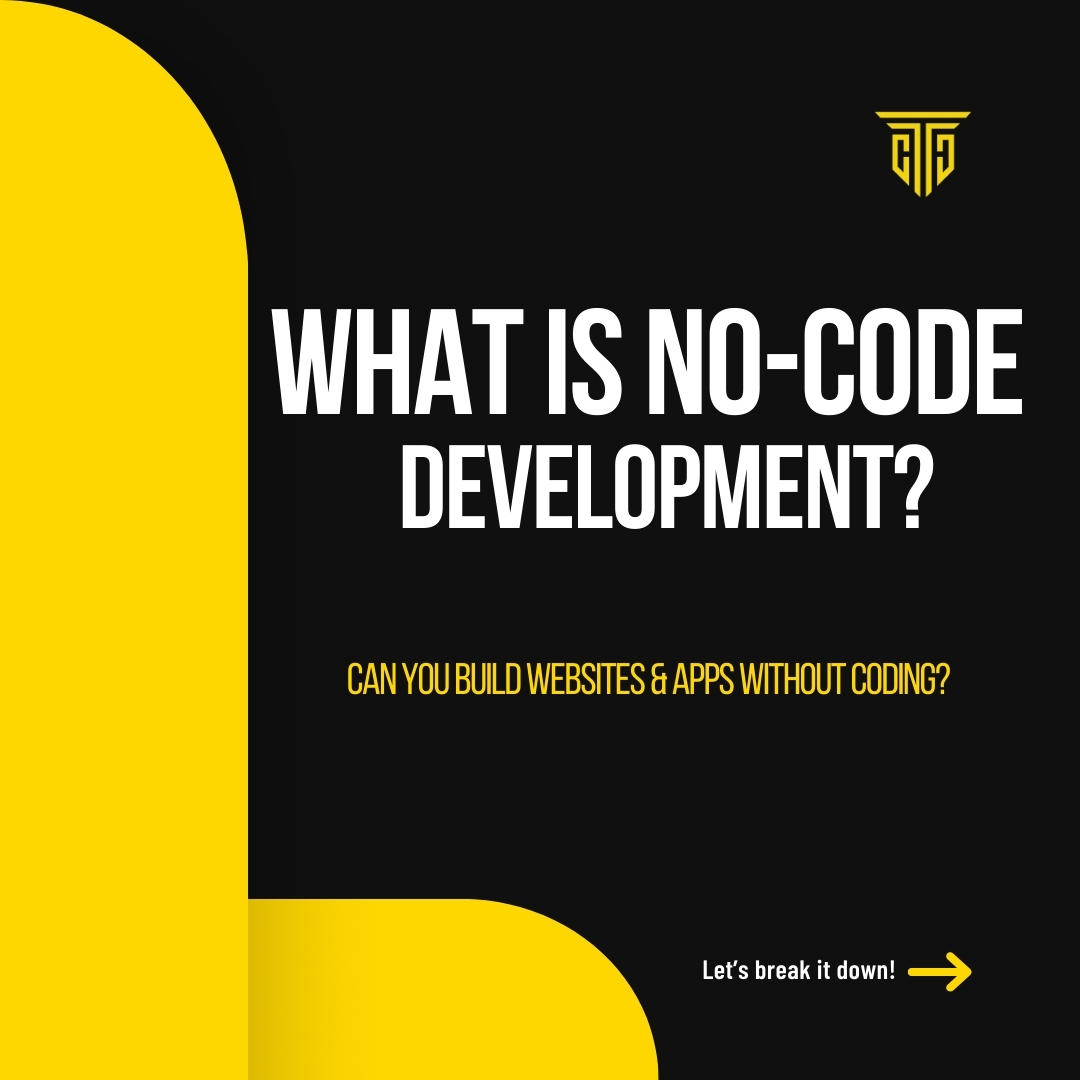 WHAT IS NO-CODE
DEVELOPMENT?
CAN YOU BUILD WEBSITES & APPS WITHOUT CODING?
Let’s break it down!